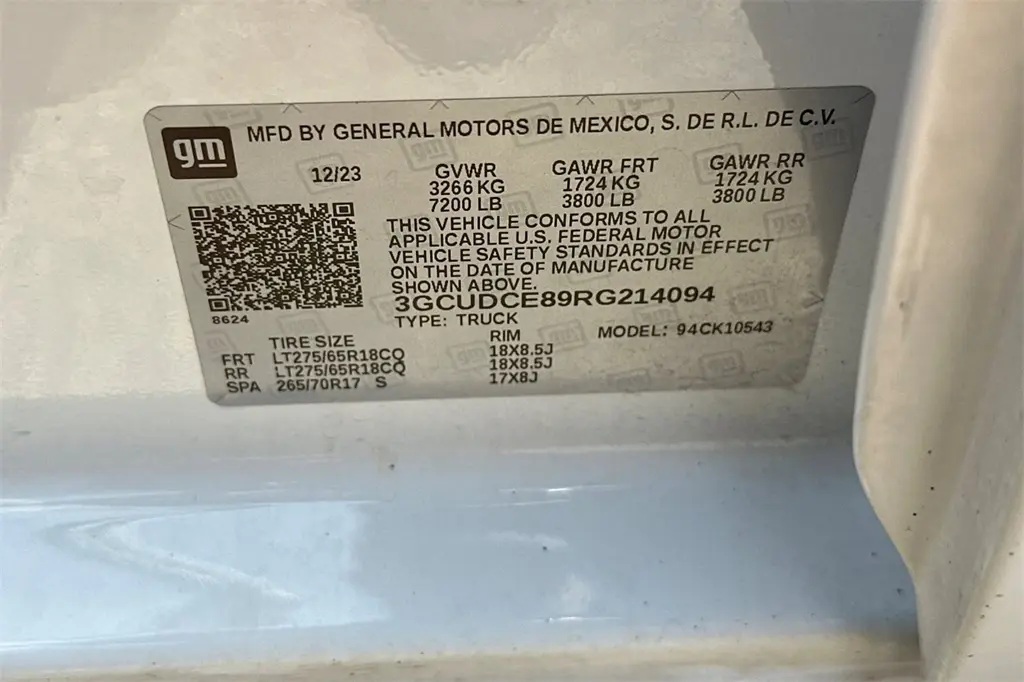 gm
MFD BY GENERAL MOTORS DE MEXICO, S. DE R.L. DE C.V.
12/23 GVWR GAWR FRT GAWR RR
3266 KG 1724 KG 1724 KG
7200 LB 3800 LB 3800 LB
THIS VEHICLE CONFORMS TO ALL
APPLICABLE U.S. FEDERAL MOTOR
VEHICLE SAFETY STANDARDS IN EFFECT
ON THE DATE OF MANUFACTURE
SHOWN ABOVE.
3GCUDCE89RG214094
8624
TYPE: TRUCK MODEL: 94CK10543
TIRE SIZE RIM
FRT LT275/65R18CQ 18X8.5J
RR LT275/65R18CQ 18X8.5J
SPA 265/70R17 S 17X8J